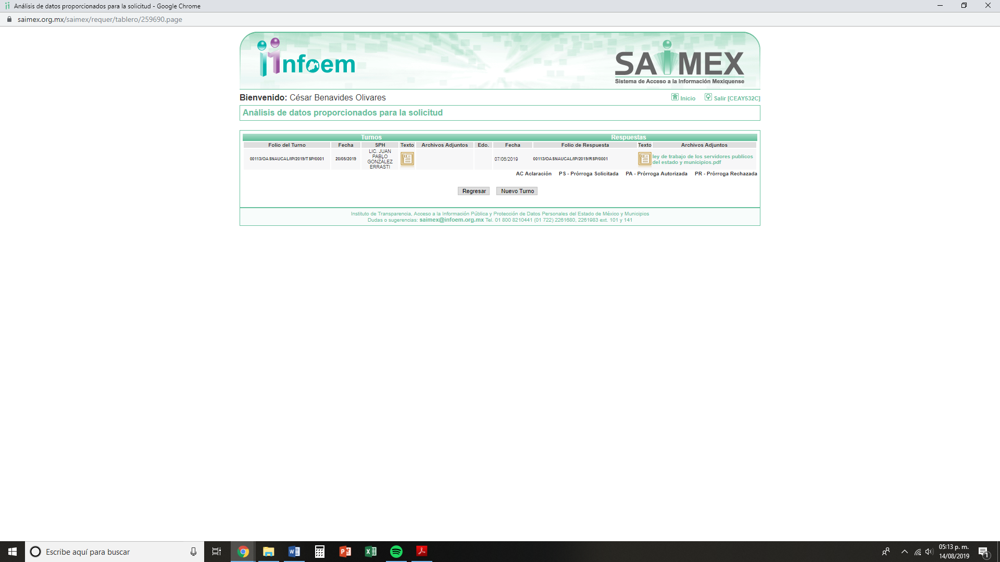 Análisis de datos proporcionados para la solicitud - Google Chrome
saimex.org.mx/saimex/requer/tablero/259690.page
infoem
SAIMEX
Sistema de Acceso a la Información Mexiquense
Bienvenido: César Benavides Olivares
Inicio
Salir [CEAY532C]
Análisis de datos proporcionados para la solicitud
Turnos
Respuestas
Folio del Turno
Fecha
SPH
Texto
Archivos Adjuntos
Edo.
Fecha
Folio de Respuesta
Texto
Archivos Adjuntos
00113/OASNAUCAL/IP/2019/TSP/0001
20/05/2019
LIC. JUAN
PABLO
GONZÁLEZ
ERRASTI
07/06/2019
00113/OASNAUCAL/IP/2019/RSP/0001
ley de trabajo de los servidores publicos
del estado y municipios.pdf
AC Aclaración PS - Prórroga Solicitada PA - Prórroga Autorizada PR - Prórroga Rechazada
Regresar
Nuevo Turno
Instituto de Transparencia, Acceso a la Información Pública y Protección de Datos Personales del Estado de México y Municipios
Dudas o sugerencias: saimex@infoem.org.mx Tel. 01 800 8210441 (01 722) 2261680, 2261983 ext. 101 y 141
Escribe aquí para buscar
05:13 p. m.
14/08/2019
1